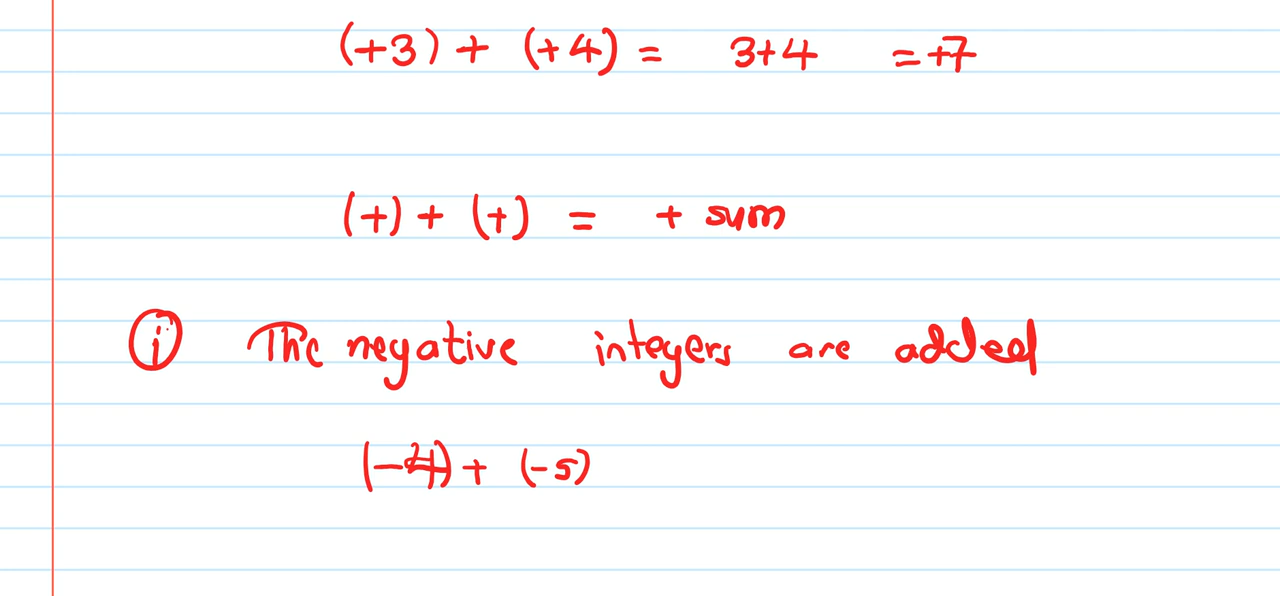 (+3) + (+4) = 3+4 = +7
(+) + (+) = + sum
i The negative integers are added
(-4) + (-5)